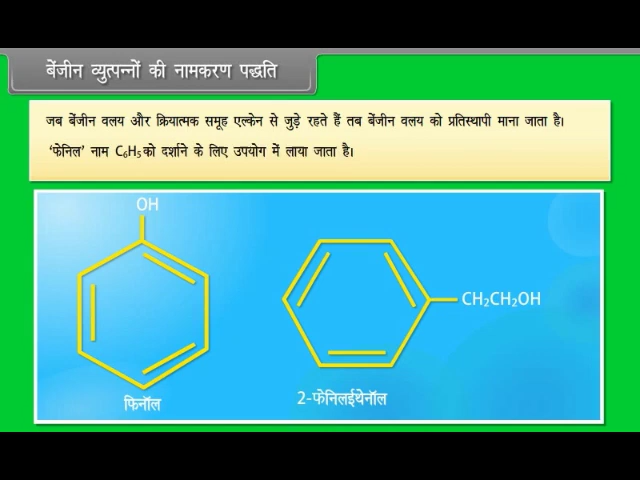 बेंजीन व्युत्पन्नों की नामकरण पद्धति
जब बेंजीन वलय और क्रियात्मक समूह एल्केन से जुड़े रहते हैं तब बेंजीन वलय को प्रतिस्थापी माना जाता है।
'फेनिल' नाम C₆H₅ को दर्शाने के लिए उपयोग में लाया जाता है।
OH
CH₂CH₂OH
फिनॉल
2-फेनिलईथेनॉल